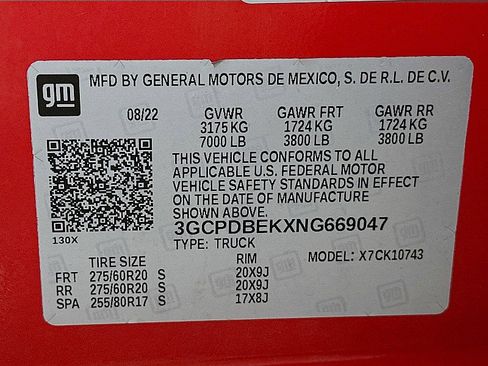 gm MFD BY GENERAL MOTORS DE MEXICO, S. DE R.L. DE C.V.
08/22 GVWR GAWR FRT GAWR RR
3175 KG 1724 KG 1724 KG
7000 LB 3800 LB 3800 LB
THIS VEHICLE CONFORMS TO ALL
APPLICABLE U.S. FEDERAL MOTOR
VEHICLE SAFETY STANDARDS IN EFFECT
ON THE DATE OF MANUFACTURE
SHOWN ABOVE.
3GCPDBEKXNG669047
130X
TYPE: TRUCK MODEL: X7CK10743
TIRE SIZE RIM
FRT 275/60R20 S 20X9J
RR 275/60R20 S 20X9J
SPA 255/80R17 S 17X8J